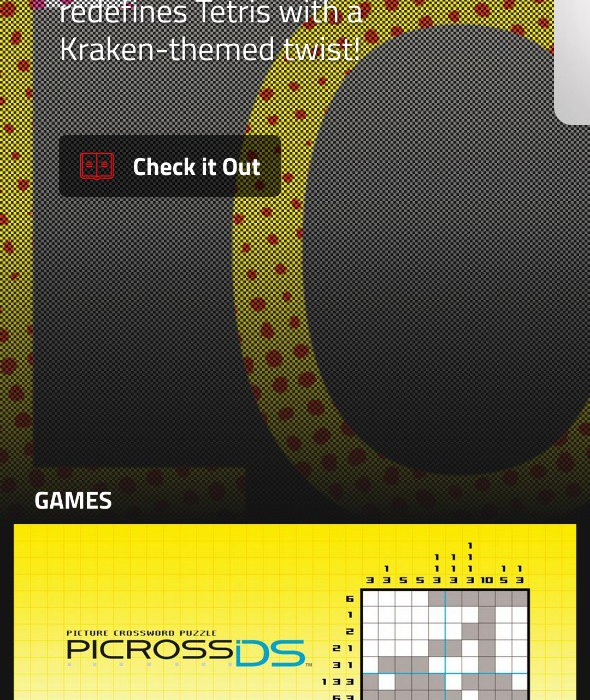 redefines Tetris with a
Kraken-themed twist!
Check it Out
GAMES
PICTURE CROSSWORD PUZZLE
PICROSS DS™
1
1 1 1
1 1 1 1 1 1
3 3 5 5 3 3 3 10 5 3
6
1
2
2 1
3 1
1 3 3
6 3